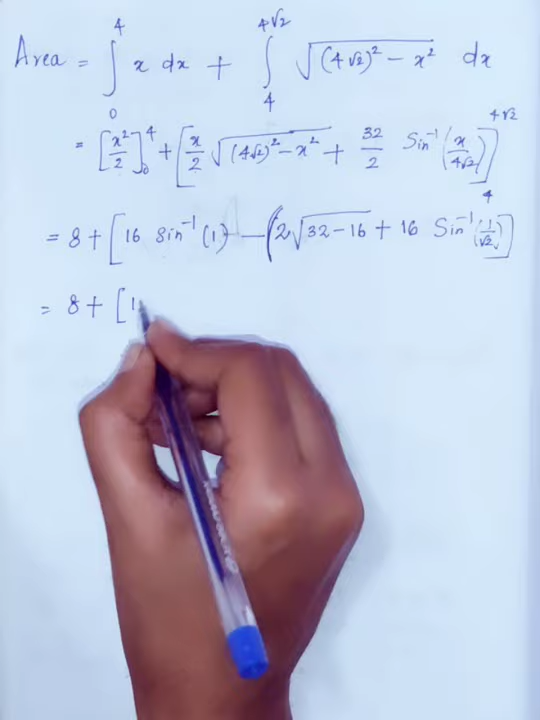 Area = ∫₀⁴ x dx + ∫₄^{4√2} √((4√2)² − x²) dx
= [x²/2]₀⁴ + [x/2 √((4√2)² − x²) + 32/2 Sin⁻¹(x/4√2)]₄^{4√2}
= 8 + [16 sin⁻¹(1) − (2√(32−16) + 16 Sin⁻¹(1/√2)]
= 8 + [1